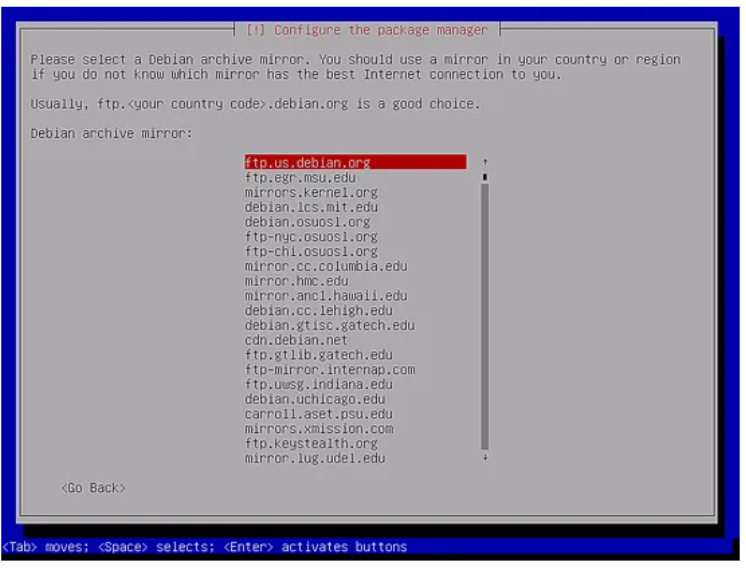 [!] Configure the package manager
Please select a Debian archive mirror. You should use a mirror in your country or region
if you do not know which mirror has the best Internet connection to you.
Usually, ftp.<your country code>.debian.org is a good choice.
Debian archive mirror:
ftp.us.debian.org
ftp.egr.msu.edu
mirrors.kernel.org
debian.lcs.mit.edu
debian.osuosl.org
ftp-nyc.osuosl.org
ftp-chi.osuosl.org
mirror.cc.columbia.edu
mirror.hmc.edu
mirror.ancl.hawaii.edu
debian.cc.lehigh.edu
debian.gtisc.gatech.edu
cdn.debian.net
ftp.gtlib.gatech.edu
ftp-mirror.internap.com
ftp.uwsg.indiana.edu
debian.uchicago.edu
carroll.aset.psu.edu
mirrors.xmission.com
ftp.keystealth.org
mirror.lug.udel.edu
<Go Back>
<Tab> moves; <Space> selects; <Enter> activates buttons